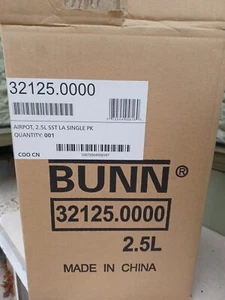 32125.0000
AIRPOT, 2.5L SST LA SINGLE PK
QUANTITY: 001
COO CN
BUNN®
32125.0000
2.5L
MADE IN CHINA